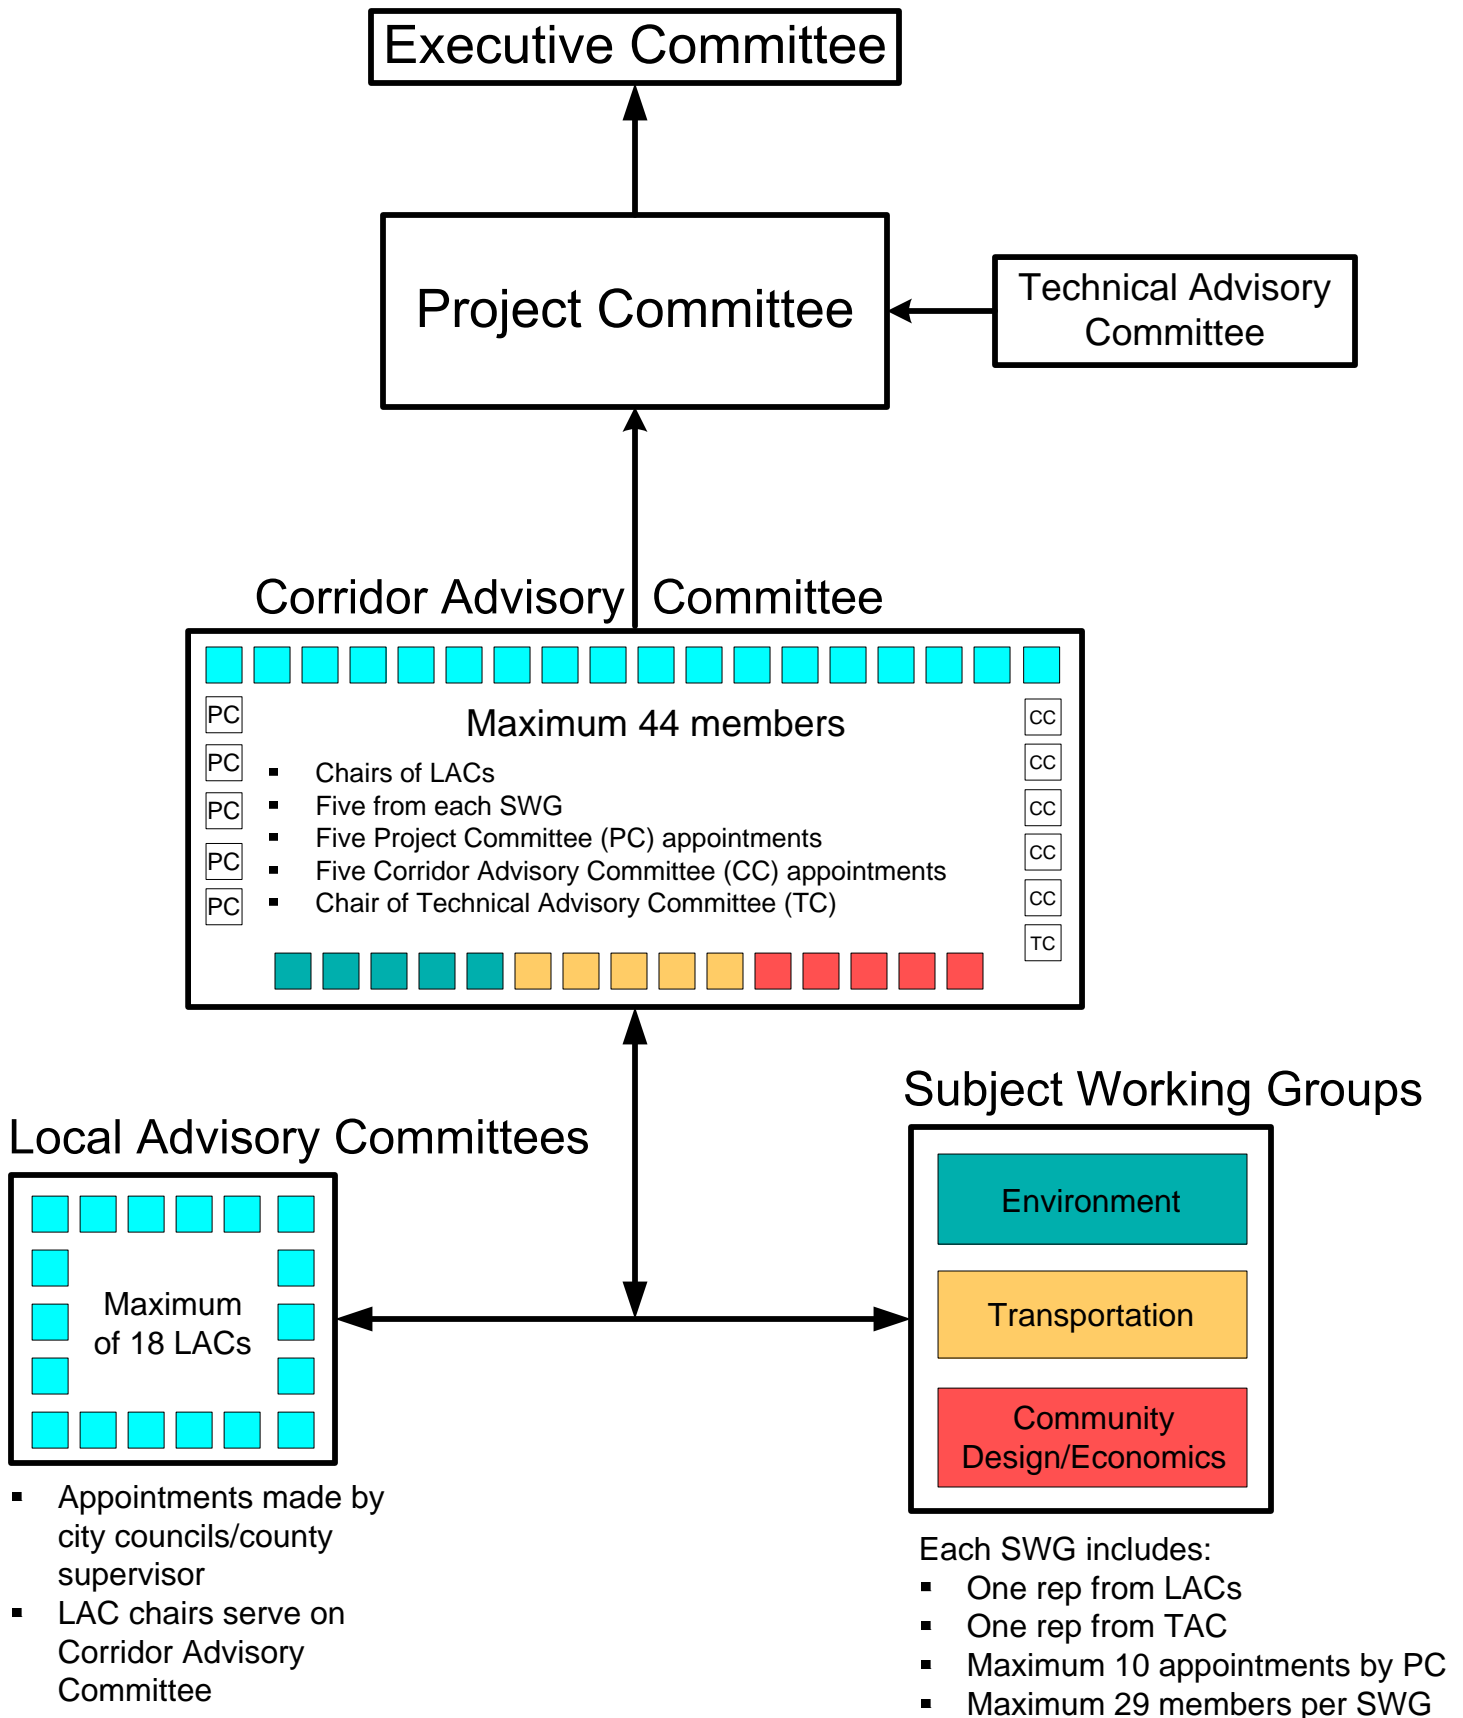 Executive Committee
Project Committee
Technical Advisory
Committee
Corridor Advisory Committee
PC
PC
PC
PC
PC
Maximum 44 members
▪ Chairs of LACs
▪ Five from each SWG
▪ Five Project Committee (PC) appointments
▪ Five Corridor Advisory Committee (CC) appointments
▪ Chair of Technical Advisory Committee (TC)
CC
CC
CC
CC
CC
TC
Local Advisory Committees
Maximum
of 18 LACs
▪ Appointments made by
city councils/county
supervisor
▪ LAC chairs serve on
Corridor Advisory
Committee
Subject Working Groups
Environment
Transportation
Community
Design/Economics
Each SWG includes:
▪ One rep from LACs
▪ One rep from TAC
▪ Maximum 10 appointments by PC
▪ Maximum 29 members per SWG